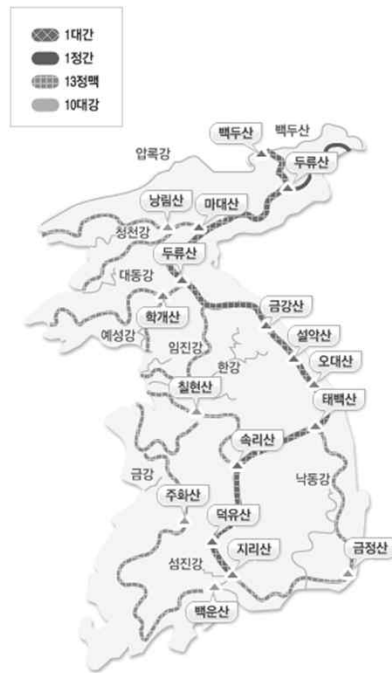 1대간
1정간
13정맥
10대강
백두산
백두산
압록강
두류산
낭림산
마대산
청천강
두류산
대동강
학개산
금강산
예성강
임진강
설악산
한강
오대산
칠현산
태백산
속리산
금강
낙동강
주화산
덕유산
섬진강
지리산
금정산
백운산